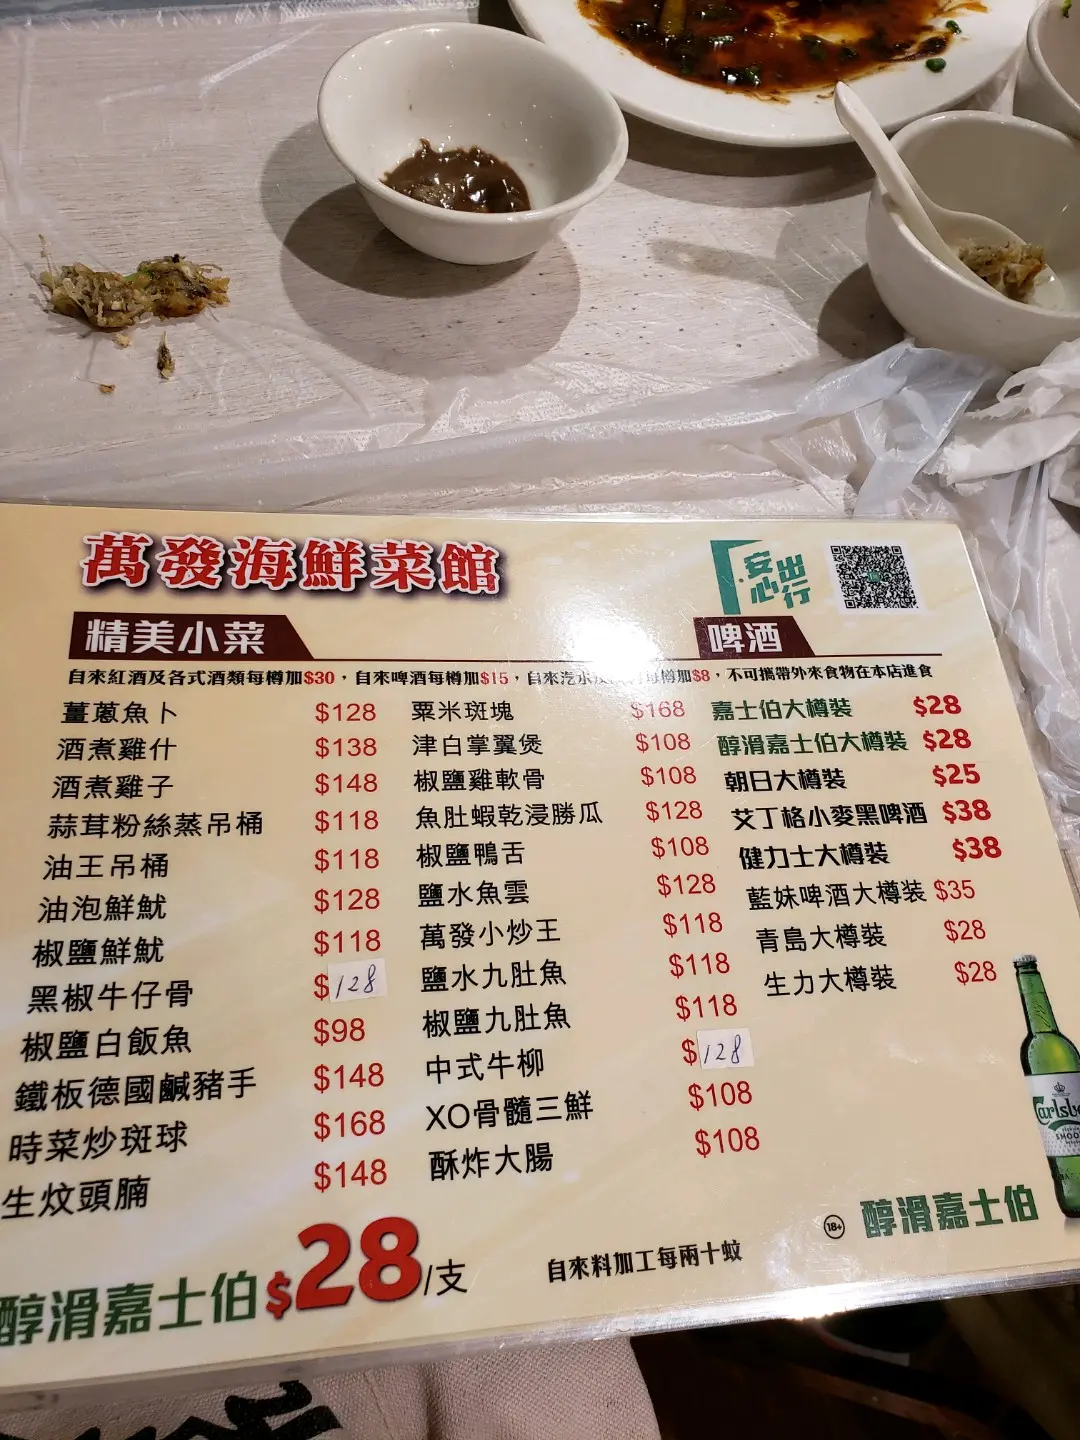 萬發海鮮菜館
安心出行
精美小菜
啤酒
自來紅酒及各式酒類每樽加$30，自來啤酒每樽加$15，自來汽水及 每樽加$8，不可攜帶外來食物在本店進食
薑蔥魚卜 $128
酒煮雞什 $138
酒煮雞子 $148
蒜茸粉絲蒸吊桶 $118
油王吊桶 $118
油泡鮮魷 $128
椒鹽鮮魷 $118
黑椒牛仔骨 $128
椒鹽白飯魚 $98
鐵板德國鹹豬手 $148
時菜炒斑球 $168
生炆頭腩 $148
粟米斑塊 $168
津白掌翼煲 $108
椒鹽雞軟骨 $108
魚肚蝦乾浸勝瓜 $128
椒鹽鴨舌 $108
鹽水魚雲 $128
萬發小炒王 $118
鹽水九肚魚 $118
椒鹽九肚魚 $118
中式牛柳 $128
XO骨髓三鮮 $108
酥炸大腸 $108
嘉士伯大樽裝 $28
醇滑嘉士伯大樽裝 $28
朝日大樽裝 $25
艾丁格小麥黑啤酒 $38
健力士大樽裝 $38
藍妹啤酒大樽裝 $35
青島大樽裝 $28
生力大樽裝 $28
醇滑嘉士伯$28/支
自來料加工每兩十蚊
18+
醇滑嘉士伯